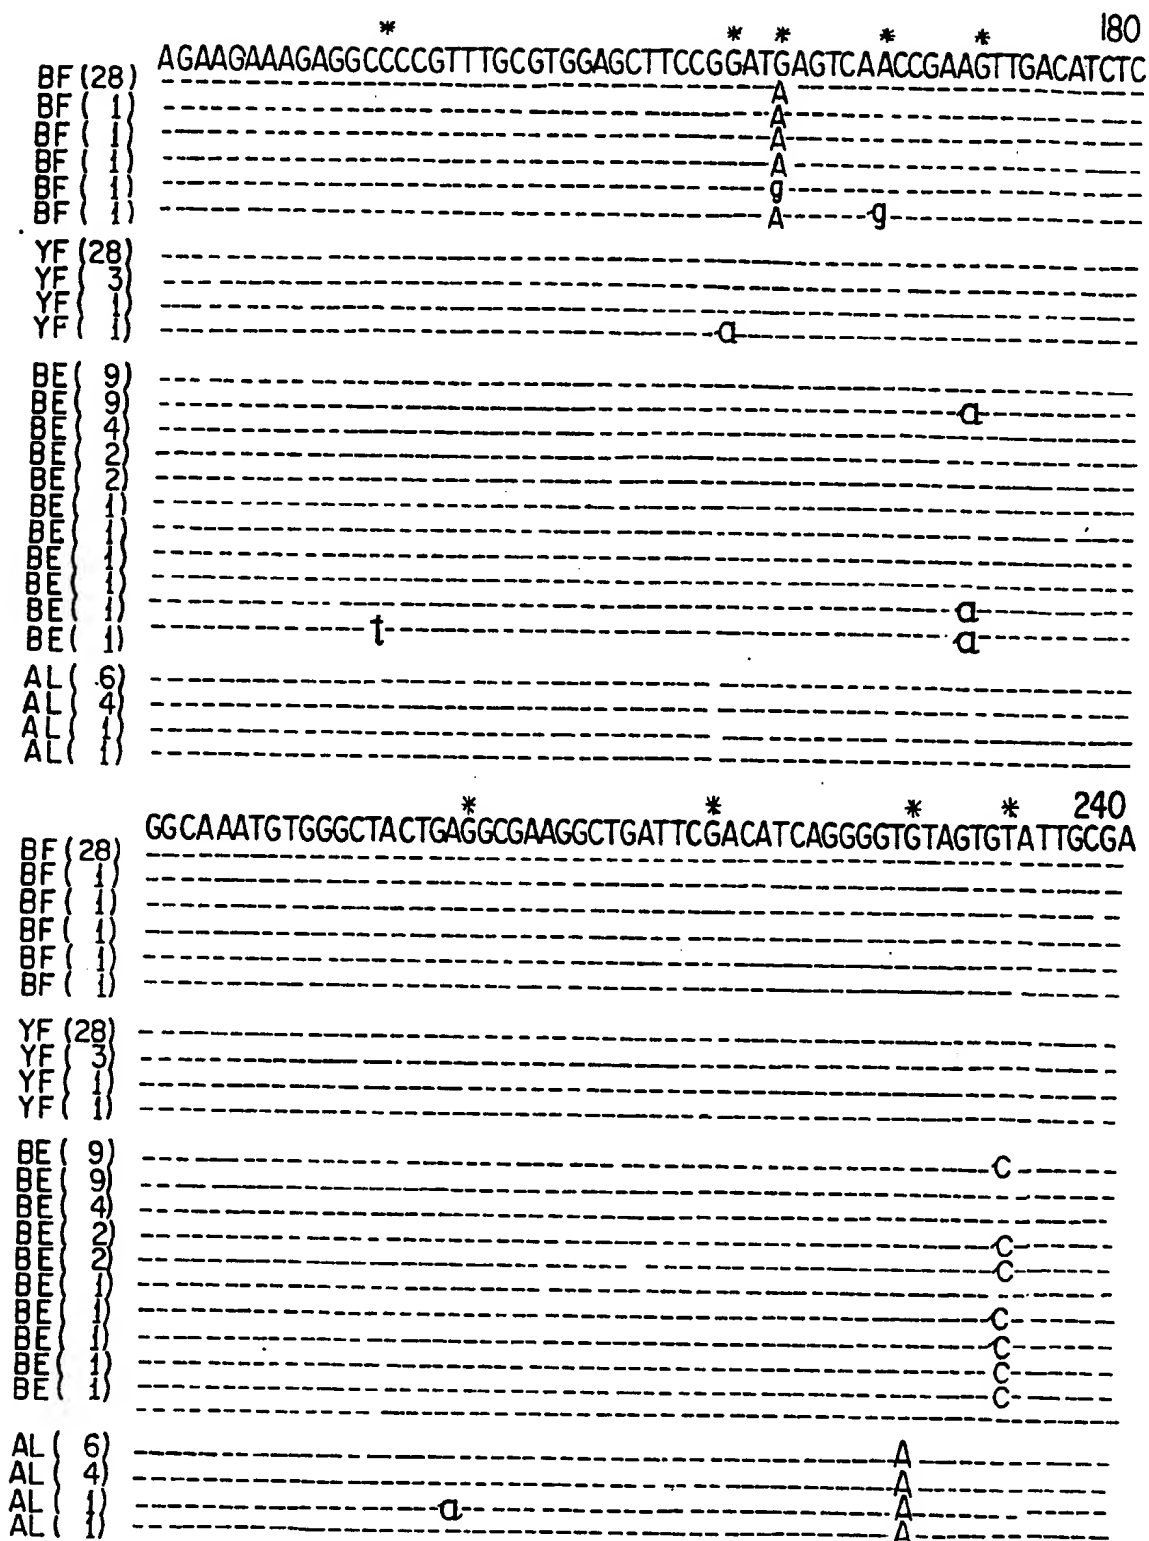 * * * * * 180
AGAAGAAAGAGGCCCCGTTTGCGTGGAGCTTCCGGATGAGTCAACCGAAGTTGACATCTC
BF (28) A
BF ( 1) A
BF ( 1) A
BF ( 1) A
BF ( 1) g
BF ( 1) A g
YF (28)
YF ( 3)
YF ( 1)
YF ( 1) a
BE( 9)
BE( 9) a
BE( 4)
BE( 2)
BE( 2)
BE( 1)
BE( 1)
BE( 1)
BE( 1)
BE( 1) a
BE( 1) t a
AL( 6)
AL( 4)
AL( 1)
AL( 1)
* * * * 240
GGCAAATGTGGGCTACTGAGGCGAAGGCTGATTCGACATCAGGGGTGTAGTGTATTGCGA
BF (28)
BF ( 1)
BF ( 1)
BF ( 1)
BF ( 1)
BF ( 1)
YF (28)
YF ( 3)
YF ( 1)
YF ( 1)
BE( 9) C
BE( 9)
BE( 4)
BE( 2) C
BE( 2) C
BE( 1)
BE( 1) C
BE( 1) C
BE( 1) C
BE( 1) C
AL( 6) A
AL( 4) A
AL( 1) a A
AL( 1) A